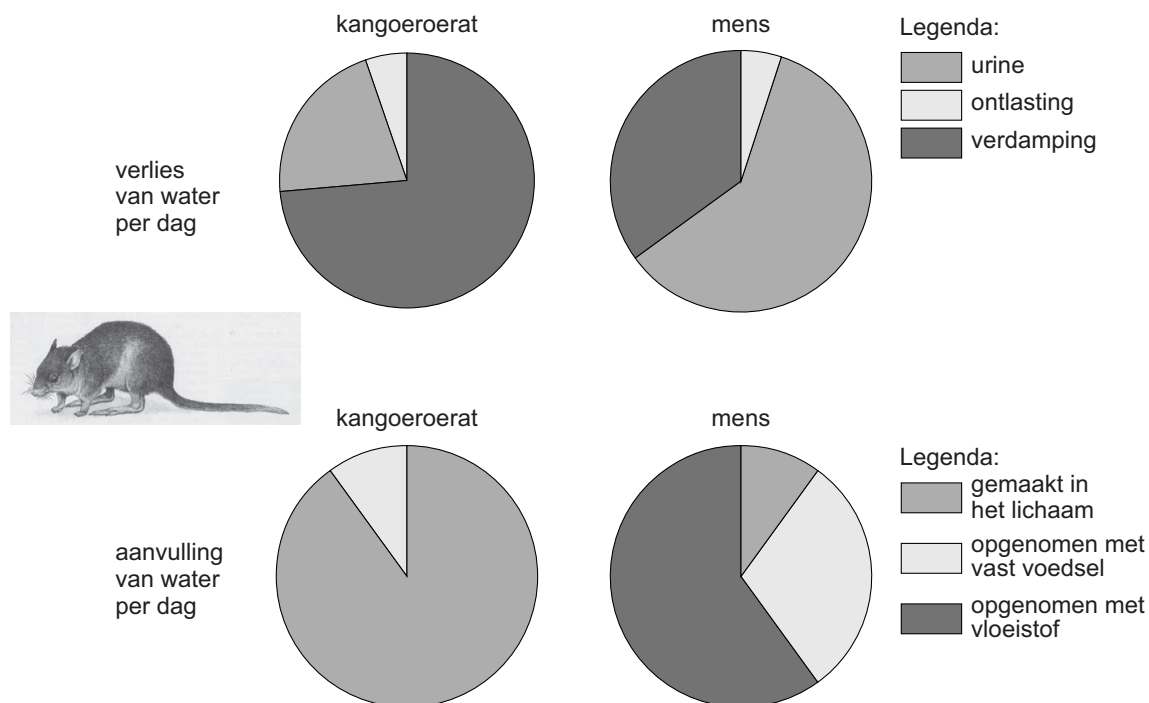 kangoeroerat
mens
Legenda:
urine
ontlasting
verdamping
verlies
van water
per dag
kangoeroerat
mens
Legenda:
gemaakt in
het lichaam
opgenomen met
vast voedsel
opgenomen met
vloeistof
aanvulling
van water
per dag